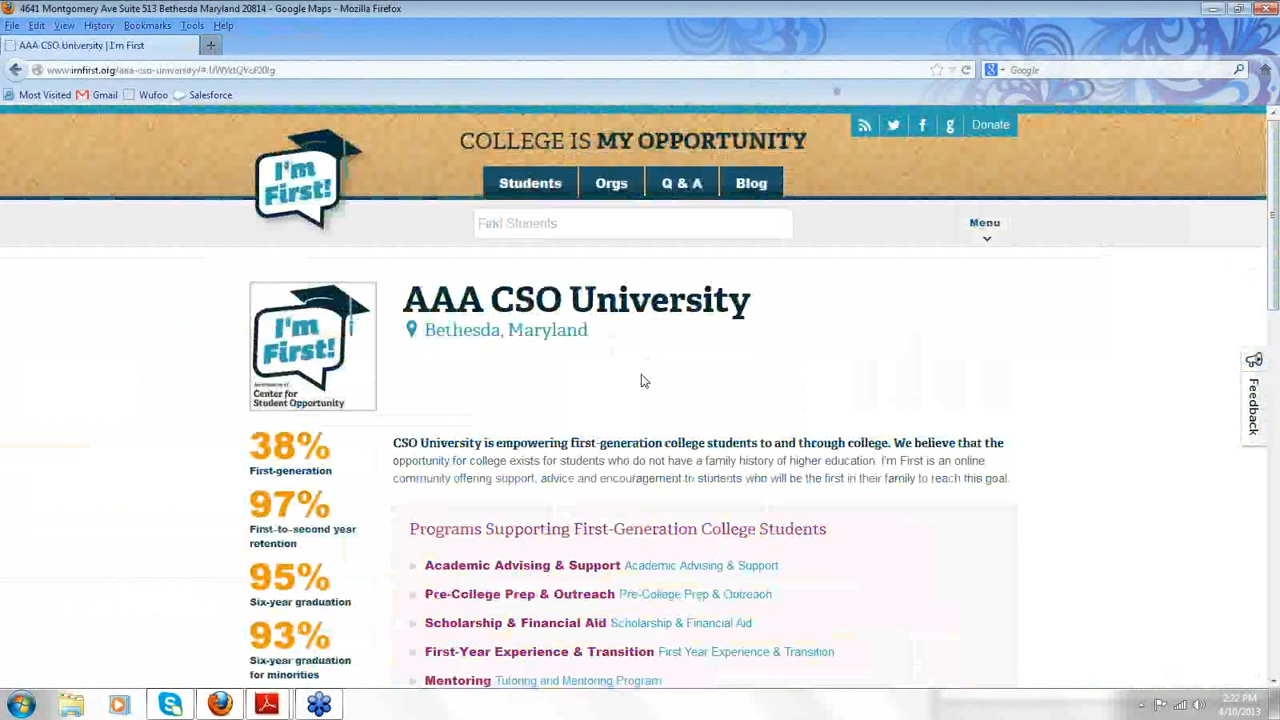 4641 Montgomery Ave Suite 513 Bethesda Maryland 20814 - Google Maps - Mozilla Firefox
File Edit View History Bookmarks Tools Help
AAA CSO University | I'm First
Google
Most Visited Gmail Wufoo Salesforce
COLLEGE IS MY OPPORTUNITY
Donate
I'm First!
Students Orgs Q & A Blog
Find Students
Menu
AAA CSO University
Bethesda, Maryland
I'm First!
Center for
Student Opportunity
Feedback
38%
First-generation
97%
First-to-second year
retention
95%
Six-year graduation
93%
Six-year graduation
for minorities
CSO University is empowering first-generation college students to and through college. We believe that the
opportunity for college exists for students who do not have a family history of higher education. I'm First is an online
community offering support, advice and encouragement to students who will be the first in their family to reach this goal.
Programs Supporting First-Generation College Students
Academic Advising & Support Academic Advising & Support
Pre-College Prep & Outreach Pre-College Prep & Outreach
Scholarship & Financial Aid Scholarship & Financial Aid
First-Year Experience & Transition First Year Experience & Transition
Mentoring Tutoring and Mentoring Program
2:22 PM
4/10/2013